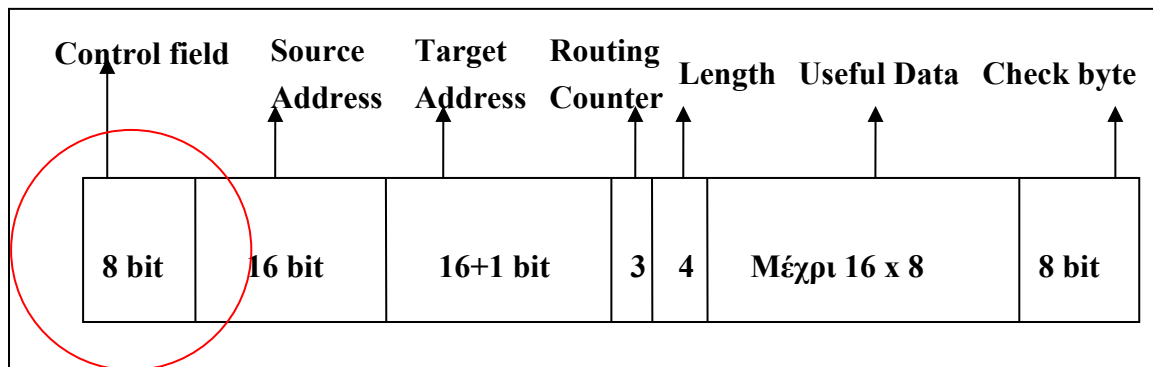 Control field
Source
Address
Target
Address
Routing
Counter
Length
Useful Data
Check byte
8 bit
16 bit
16+1 bit
3
4
Μέχρι 16 x 8
8 bit